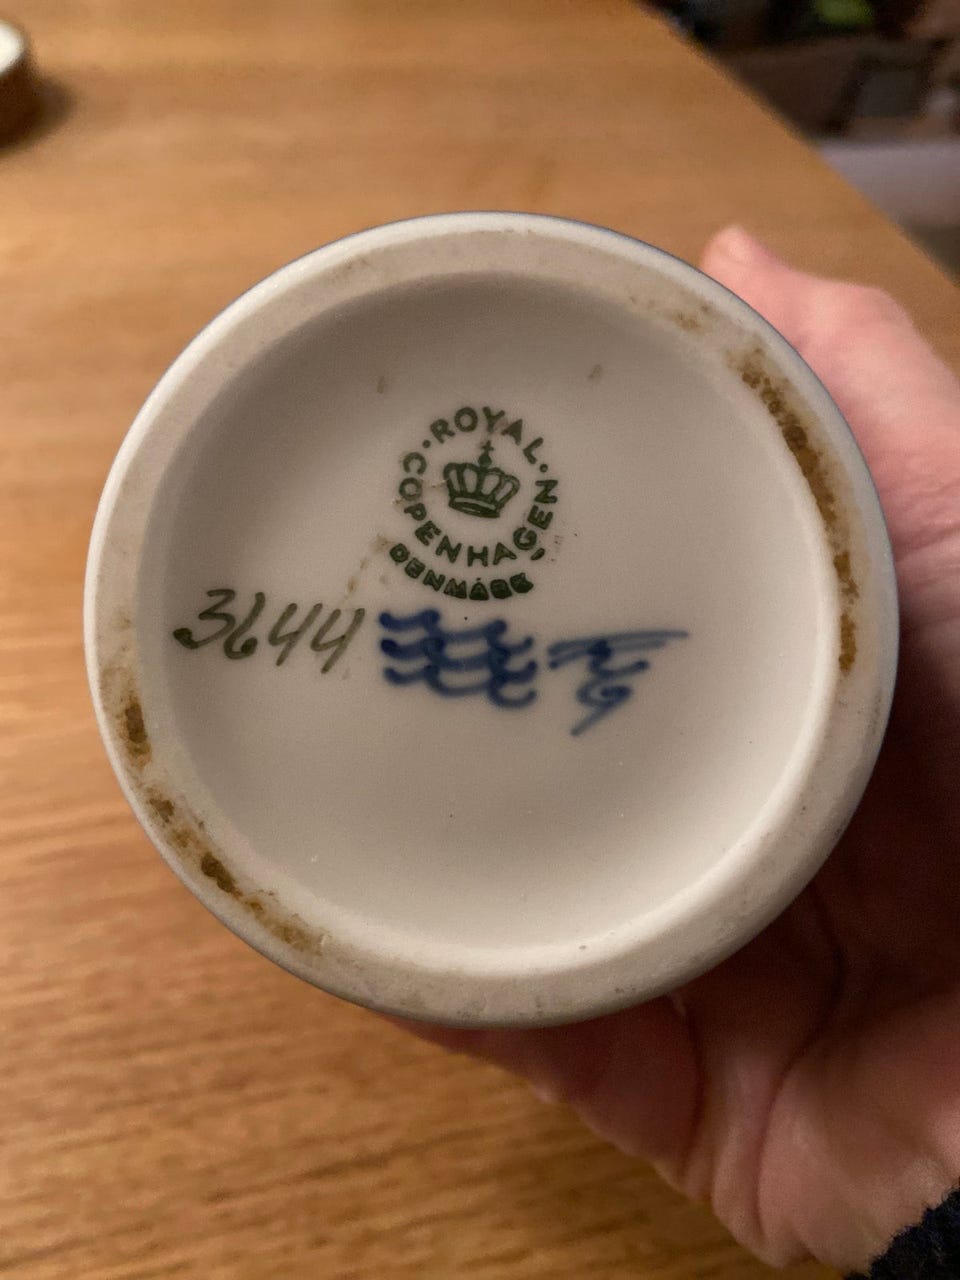 ROYAL
COPENHAGEN
DENMARK
3644